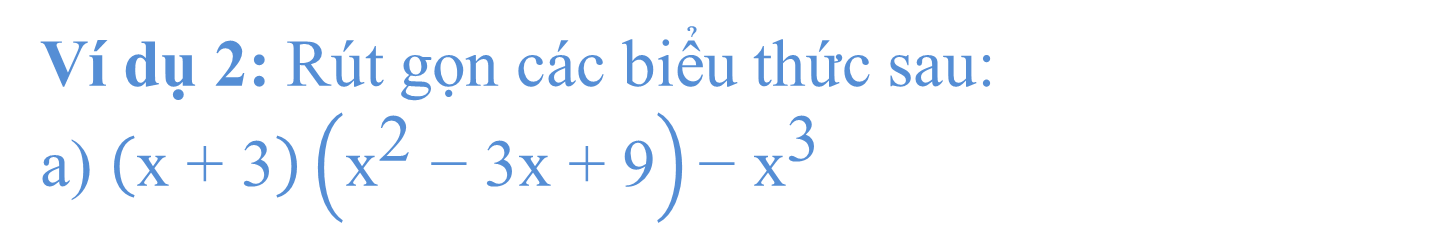 Ví dụ 2: Rút gọn các biểu thức sau:
a) (x + 3)(x² − 3x + 9) − x³